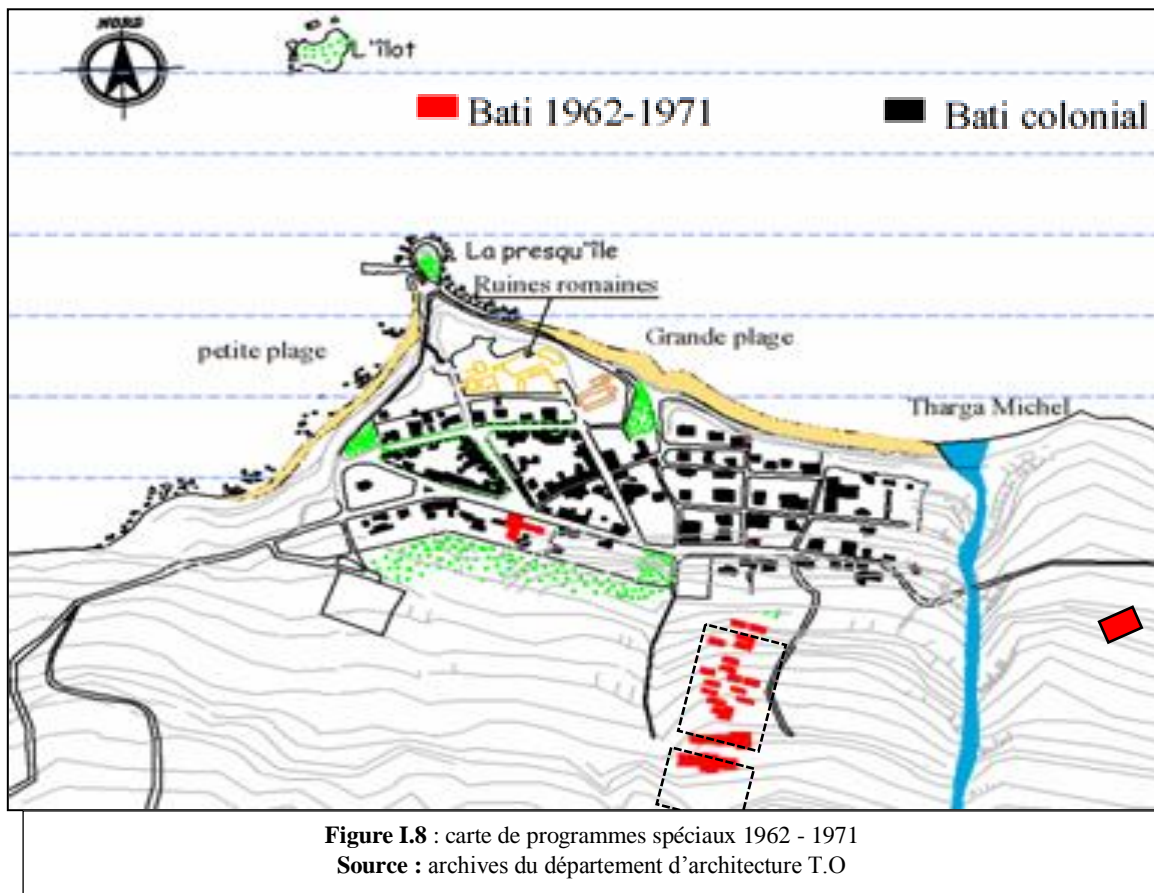 NORD
L'îlot
Bati 1962-1971
Bati colonial
La presqu'île
Ruines romaines
petite plage
Grande plage
Tharga Michel
Figure I.8 : carte de programmes spéciaux 1962 - 1971
Source : archives du département d'architecture T.O